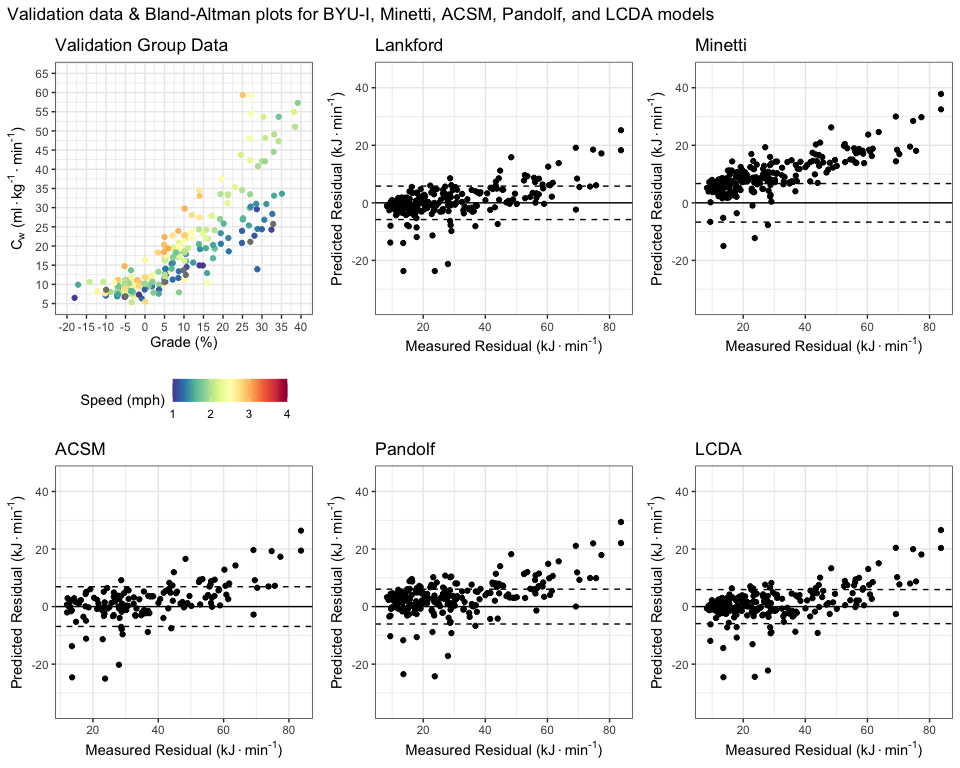 Validation data & Bland-Altman plots for BYU-I, Minetti, ACSM, Pandolf, and LCDA models
Validation Group Data
65
60
55
50
45
40
35
30
25
20
15
10
5
C_w (ml · kg⁻¹ · min⁻¹)
-20 -15 -10 -5 0 5 10 15 20 25 30 35 40
Grade (%)
Speed (mph)
1 2 3 4
Lankford
40
20
0
-20
Predicted Residual (kJ · min⁻¹)
20 40 60 80
Measured Residual (kJ · min⁻¹)
Minetti
40
20
0
-20
Predicted Residual (kJ · min⁻¹)
20 40 60 80
Measured Residual (kJ · min⁻¹)
ACSM
40
20
0
-20
Predicted Residual (kJ · min⁻¹)
20 40 60 80
Measured Residual (kJ · min⁻¹)
Pandolf
40
20
0
-20
Predicted Residual (kJ · min⁻¹)
20 40 60 80
Measured Residual (kJ · min⁻¹)
LCDA
40
20
0
-20
Predicted Residual (kJ · min⁻¹)
20 40 60 80
Measured Residual (kJ · min⁻¹)